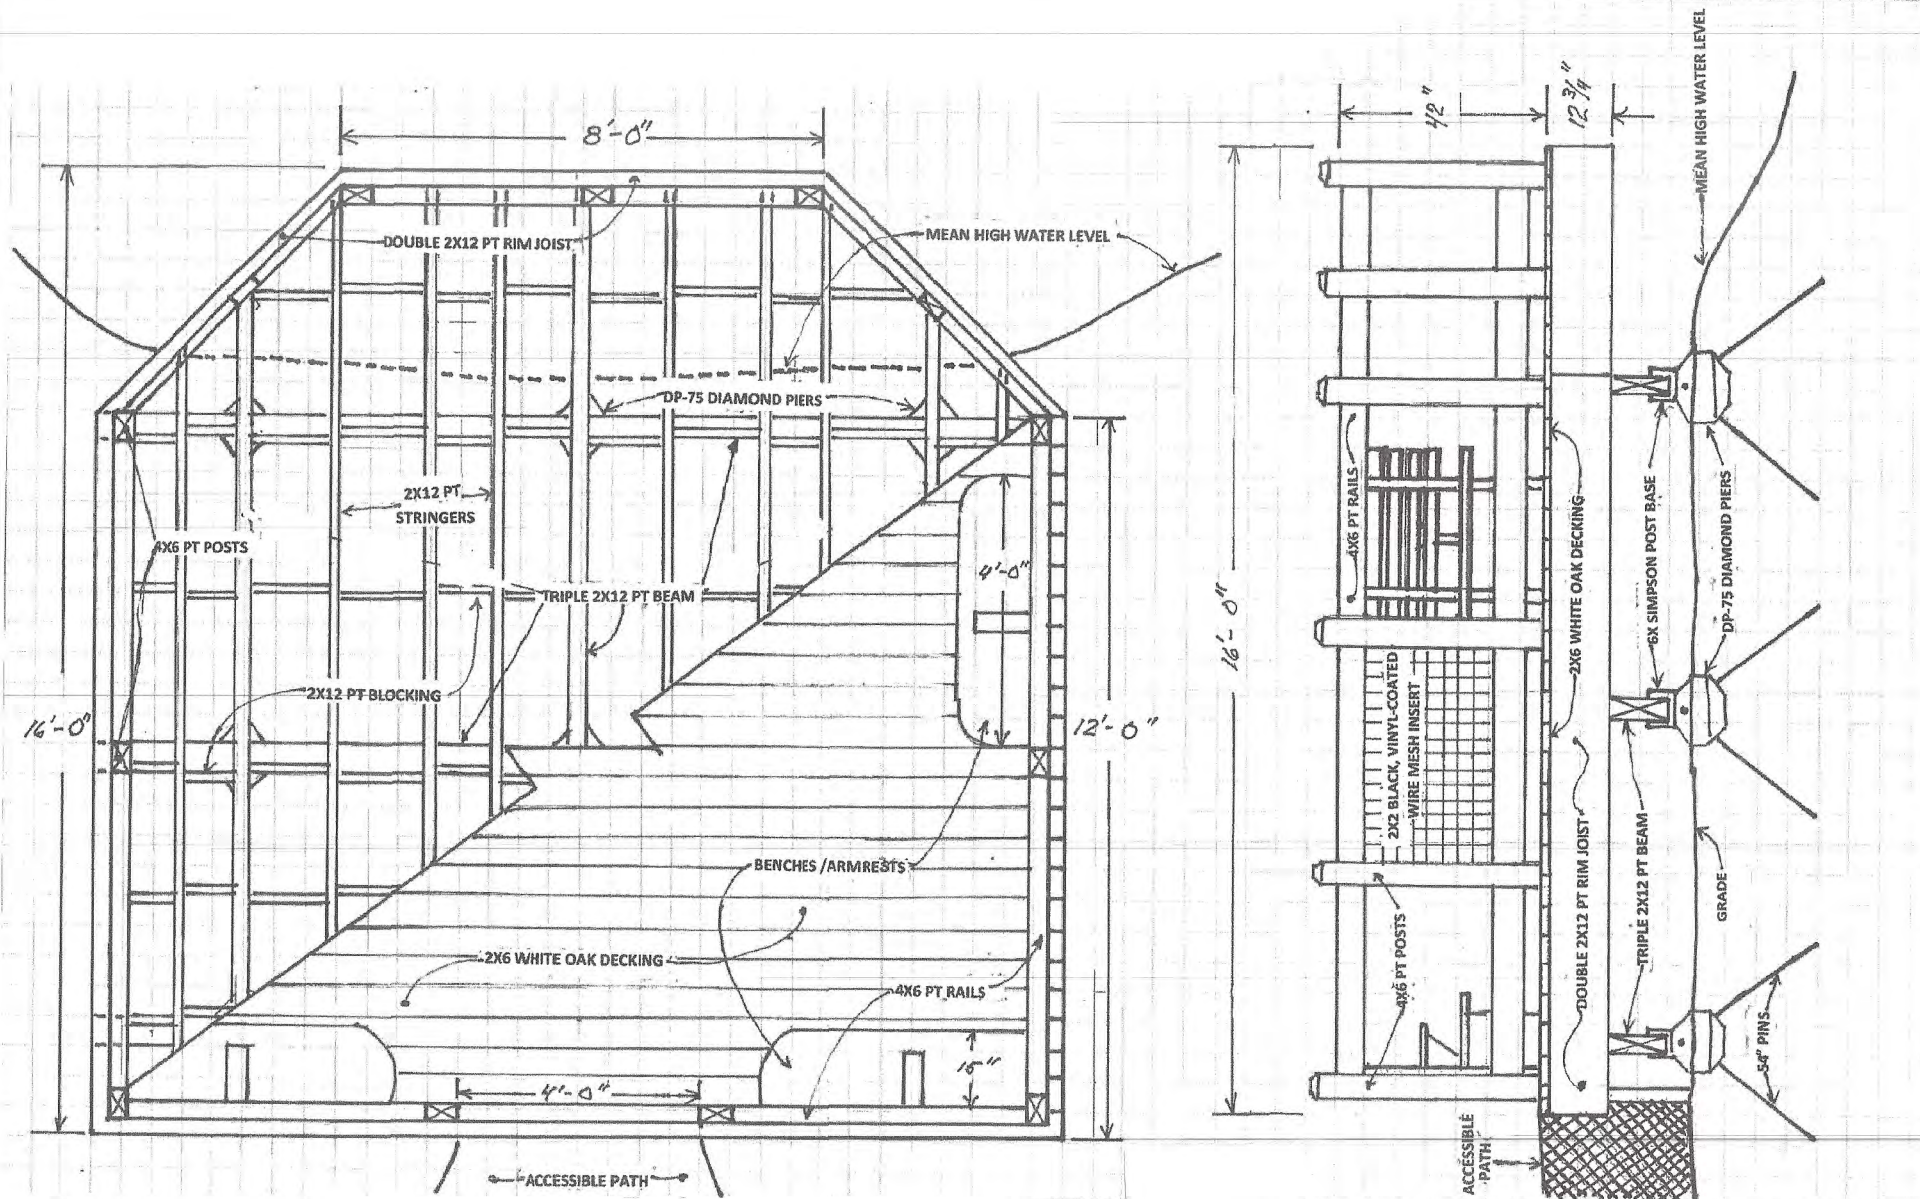 8'-0"
DOUBLE 2X12 PT RIM JOIST
MEAN HIGH WATER LEVEL
DP-75 DIAMOND PIERS
2X12 PT
STRINGERS
4'-0"
4X6 PT POSTS
TRIPLE 2X12 PT BEAM
2X12 PT BLOCKING
16'-0"
12'-0"
BENCHES /ARMRESTS
2X6 WHITE OAK DECKING
4X6 PT RAILS
15"
4'-0"
ACCESSIBLE PATH
42"
12 3/4"
MEAN HIGH WATER LEVEL
16'-0"
4X6 PT RAILS
2X6 WHITE OAK DECKING
6X SIMPSON POST BASE
DP-75 DIAMOND PIERS
2X2 BLACK, VINYL-COATED
WIRE MESH INSERT
4X6 PT POSTS
DOUBLE 2X12 PT RIM JOIST
TRIPLE 2X12 PT BEAM
GRADE
54" PINS
ACCESSIBLE
PATH